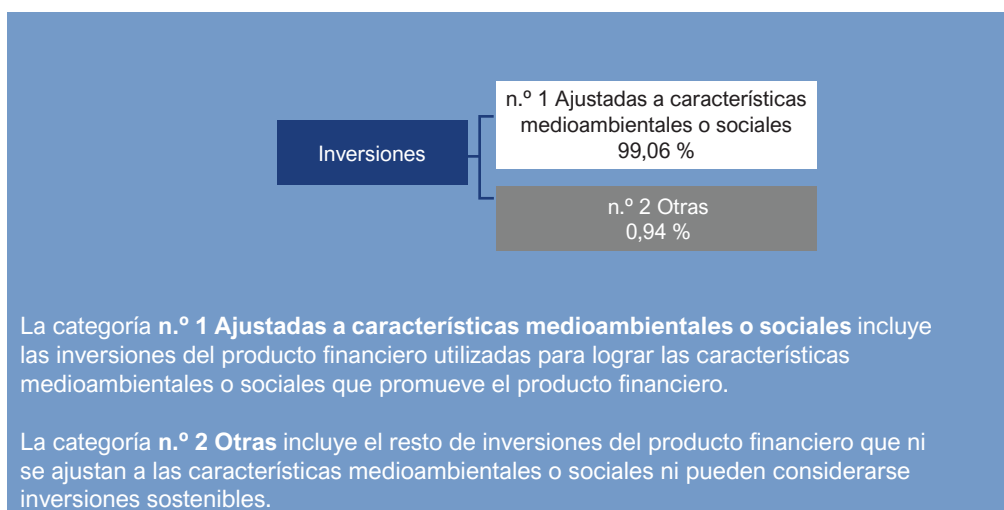 n.º 1 Ajustadas a características
medioambientales o sociales
99,06 %
Inversiones
n.º 2 Otras
0,94 %
La categoría n.º 1 Ajustadas a características medioambientales o sociales incluye
las inversiones del producto financiero utilizadas para lograr las características
medioambientales o sociales que promueve el producto financiero.
La categoría n.º 2 Otras incluye el resto de inversiones del producto financiero que ni
se ajustan a las características medioambientales o sociales ni pueden considerarse
inversiones sostenibles.